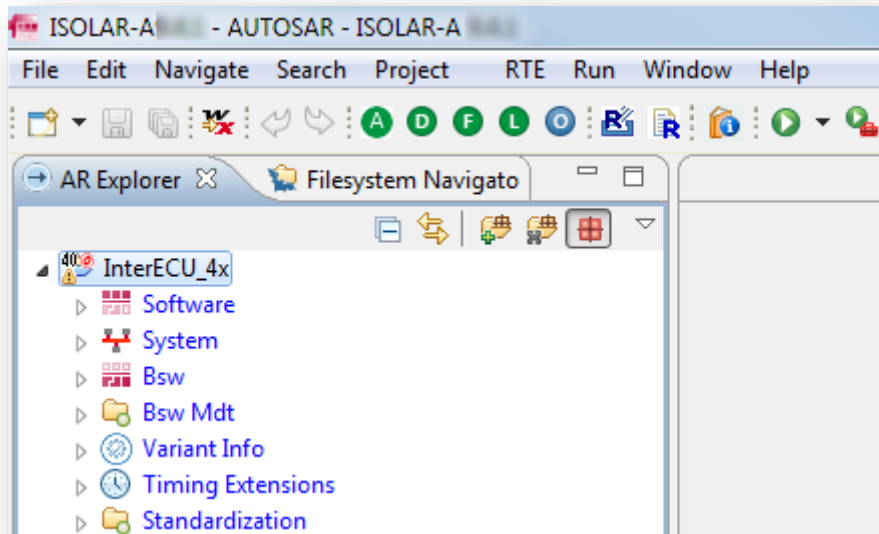 ISOLAR-A - AUTOSAR - ISOLAR-A
File Edit Navigate Search Project RTE Run Window Help
A D F L O R R
AR Explorer Filesystem Navigato
40
InterECU_4x
Software
System
Bsw
Bsw Mdt
Variant Info
Timing Extensions
Standardization